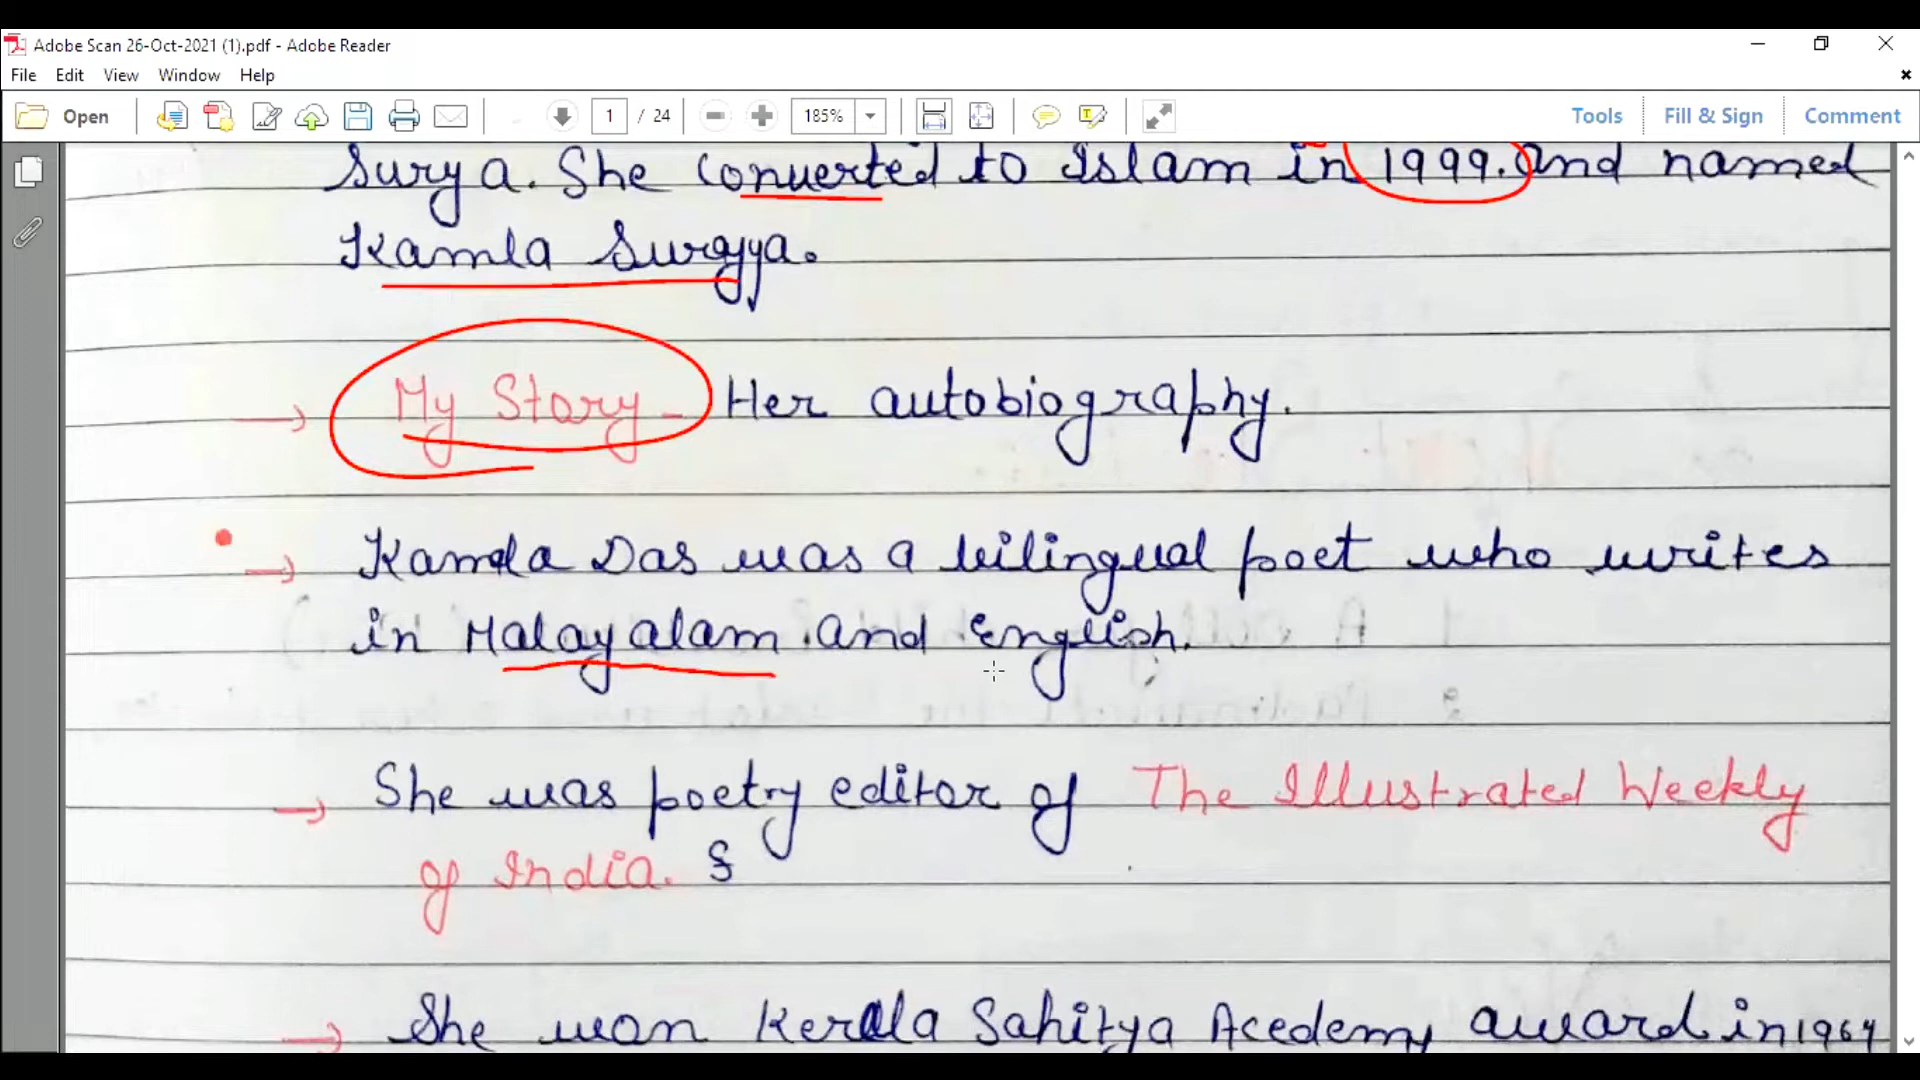 Adobe Scan 26-Oct-2021 (1).pdf - Adobe Reader
File Edit View Window Help
Open 1 / 24 185% Tools Fill & Sign Comment
Surya. She converted to Islam in 1999. and named
Kamla Surayya.
→ My Story - Her autobiography.
→ Kamla Das was a bilingual poet who writes
in Malayalam and English.
→ She was poetry editor of The Illustrated Weekly
of India. S
→ She won Kerala Sahitya Acedemy award in 1964